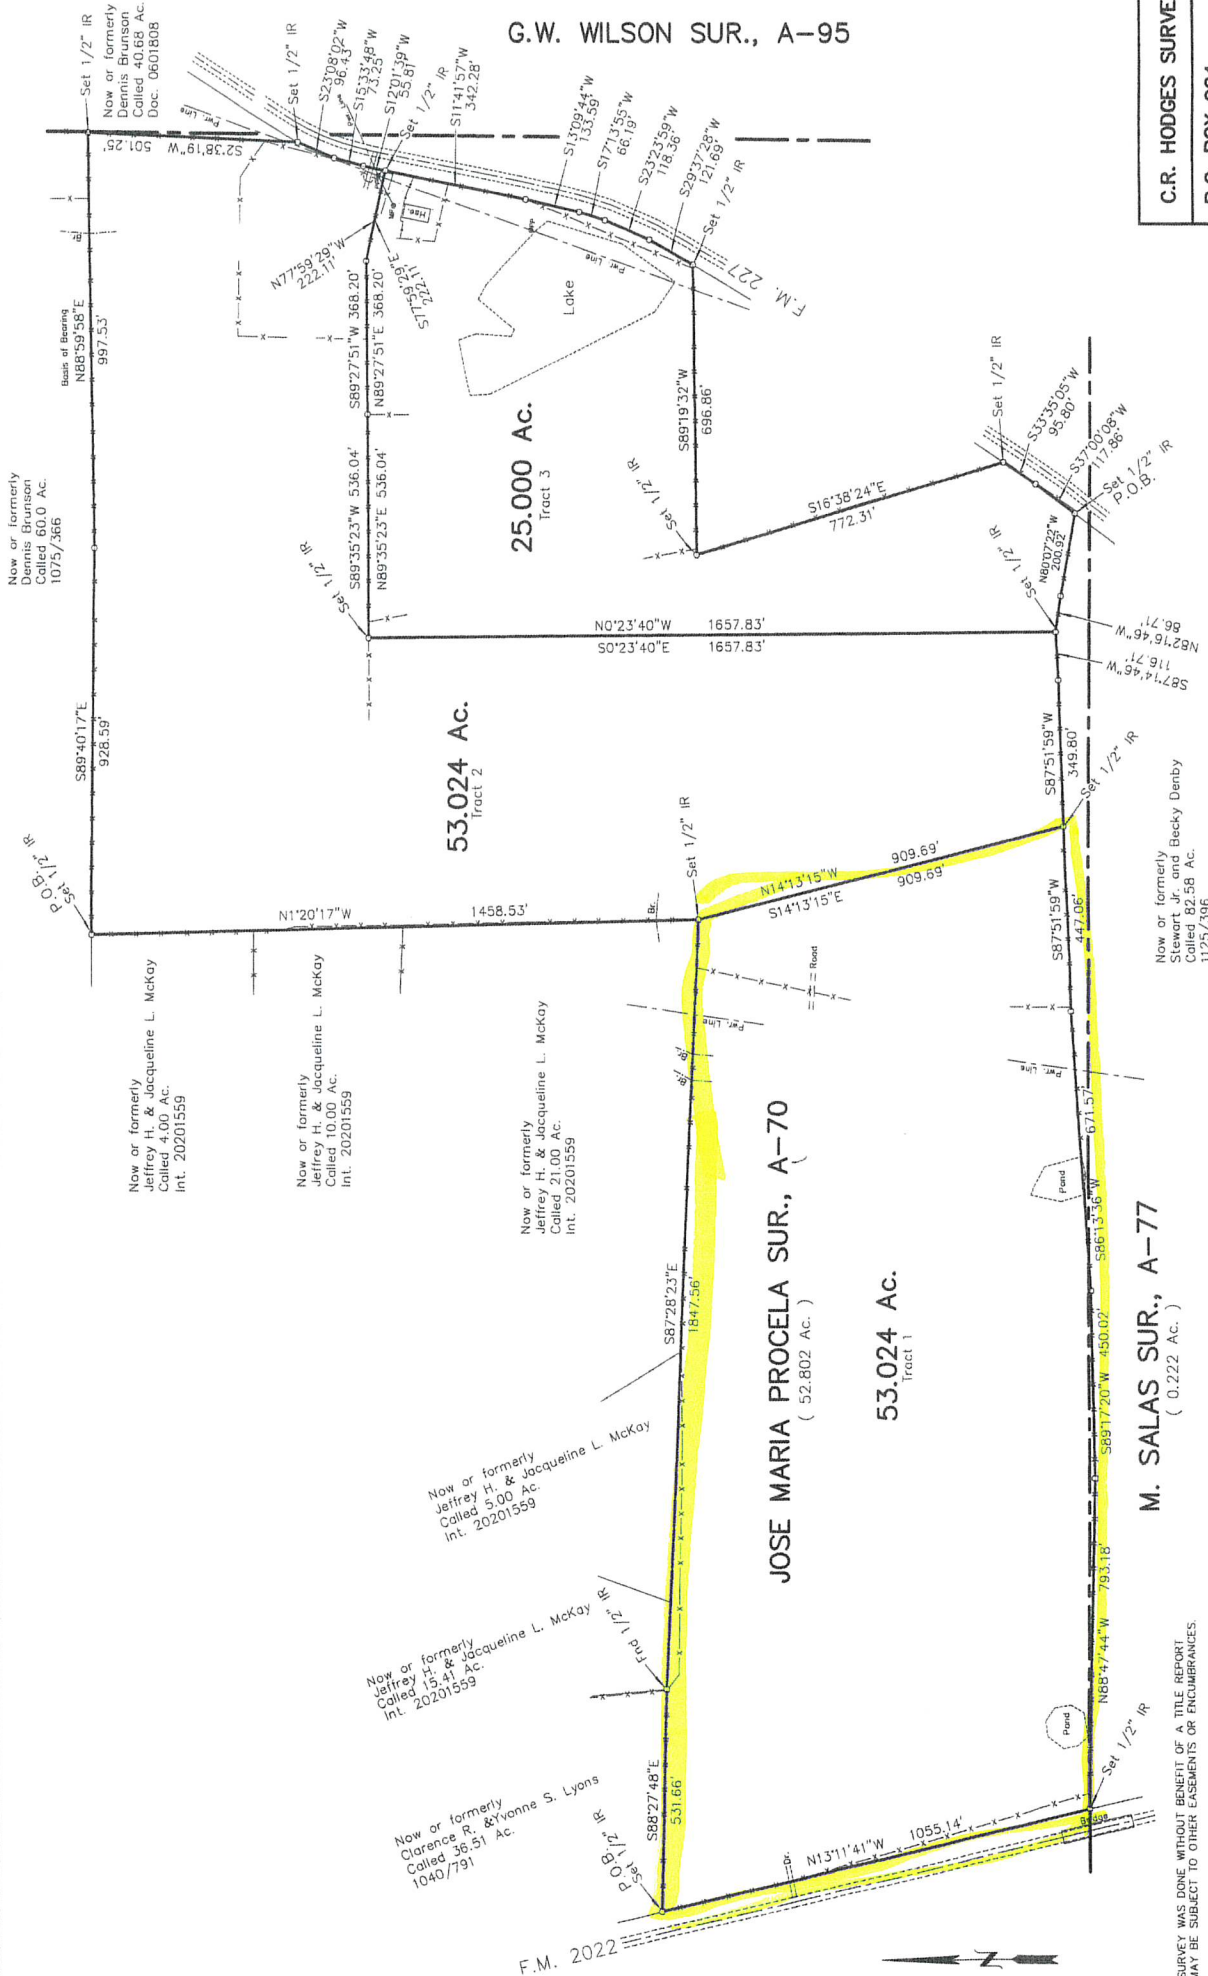 G.W. WILSON SUR., A-95
C.R. HODGES SURVE
Set 1/2" IR
Now or formerly
Dennis Brunson
Called 40.68 Ac.
Doc. 0601808
Pwr. Line
S2°38'19"W
501.25'
Set 1/2" IR
S23°08'02"W
96.43'
S15°33'48"W
73.25'
S12°01'39"W
55.81'
Set 1/2" IR
S11°41'57"W
342.28'
S13°09'44"W
133.59'
S17°13'55"W
66.19'
S23°23'59"W
118.36'
S29°37'28"W
121.69'
Set 1/2" IR
F.M. 227
Pwr. Line
Hse.
Lake
Br.
Basis of Bearing
N88°59'58"E
997.53'
N77°59'29"W
222.11'
S77°59'29"E
222.11'
S89°27'51"W 368.20'
N89°27'51"E 368.20'
Now or formerly
Dennis Brunson
Called 60.0 Ac.
1075/366
S89°35'23"W 536.04'
N89°35'23"E 536.04'
Set 1/2" IR
25.000 Ac.
Tract 3
S89°19'32"W
696.86'
Set 1/2" IR
S16°38'24"E
772.31'
Set 1/2" IR
S33°35'05"W
95.80'
S37°00'08"W
117.86'
Set 1/2" IR
P.O.B.
N80°07'22"W
200.92'
Set 1/2" IR
N82°16'46"W
86.71'
S87°14'46"W
116.71'
N0°23'40"W 1657.83'
S0°23'40"E 1657.83'
S89°40'17"E
928.59'
P.O.B.
Set 1/2" IR
53.024 Ac.
Tract 2
S87°51'59"W
349.80'
Set 1/2" IR
N1°20'17"W 1458.53'
Br.
Set 1/2" IR
N14°13'15"W 909.69'
S14°13'15"E 909.69'
Now or formerly
Stewart Jr. and Becky Denby
Called 82.58 Ac.
1125/396
S87°51'59"W
447.06'
Now or formerly
Jeffrey H. & Jacqueline L. McKay
Called 4.00 Ac.
Int. 20201559
Now or formerly
Jeffrey H. & Jacqueline L. McKay
Called 10.00 Ac.
Int. 20201559
Now or formerly
Jeffrey H. & Jacqueline L. McKay
Called 21.00 Ac.
Int. 20201559
Road
Pwr. Line
Br.
Br.
Pwr. Line
S87°28'23"E
1847.56'
JOSE MARIA PROCELA SUR., A-70
( 52.802 Ac. )
53.024 Ac.
Tract 1
Pond
S86°13'36"W 671.57'
S89°17'20"W 450.02'
M. SALAS SUR., A-77
( 0.222 Ac. )
Now or formerly
Jeffrey H. & Jacqueline L. McKay
Called 5.00 Ac.
Int. 20201559
Now or formerly
Jeffrey H. & Jacqueline L. McKay
Called 15.41 Ac.
Int. 20201559
Fnd 1/2" IR
N88°47'44"W 793.18'
Pond
Set 1/2" IR
Now or formerly
Clarence R. &Yvonne S. Lyons
Called 36.51 Ac.
1040/791
S88°27'48"E
531.66'
P.O.B.
Set 1/2" IR
N13°11'41"W 1055.14'
Dr.
Bridge
F.M. 2022
N
SURVEY WAS DONE WITHOUT BENEFIT OF A TITLE REPORT
MAY BE SUBJECT TO OTHER EASEMENTS OR ENCUMBRANCES.